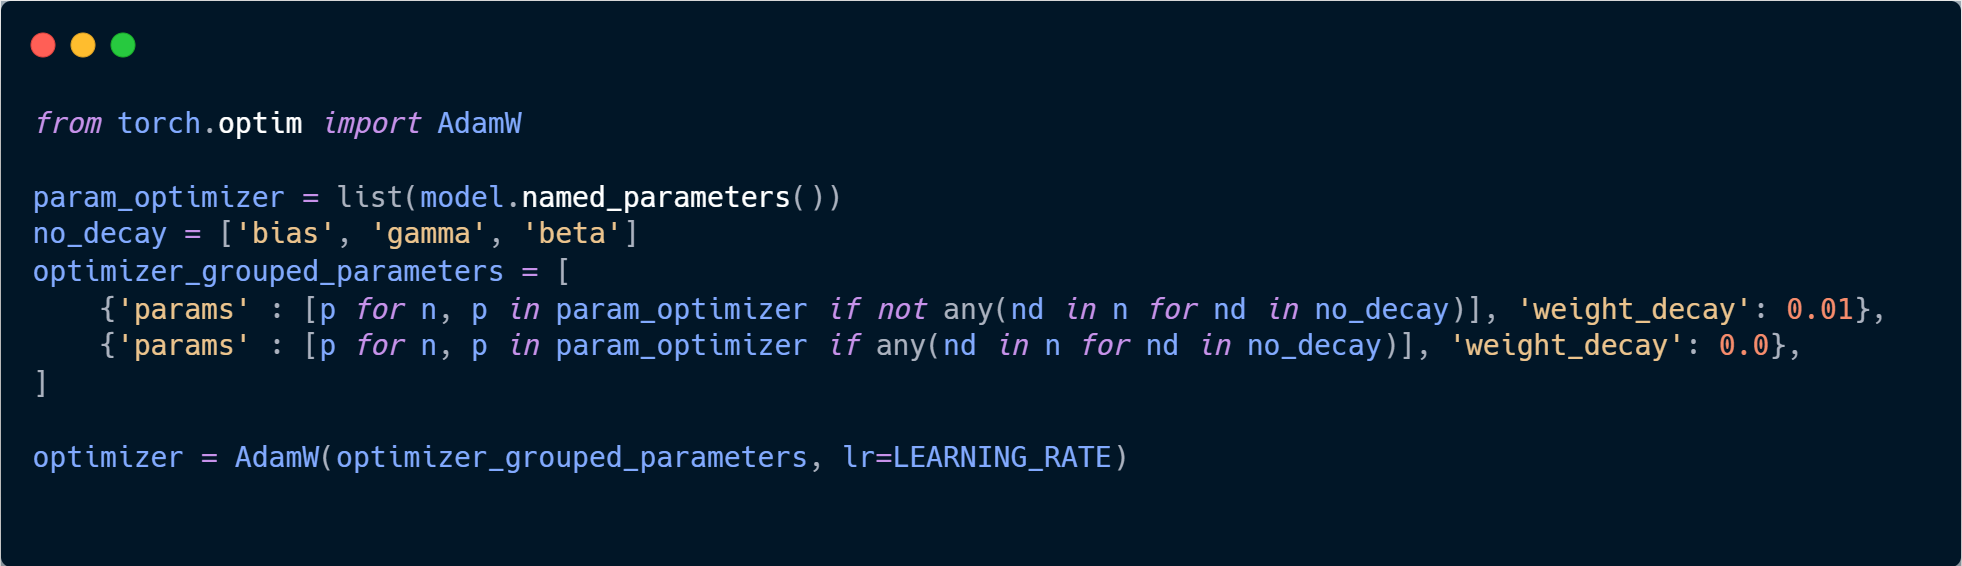 from torch.optim import AdamW
param_optimizer = list(model.named_parameters())
no_decay = ['bias', 'gamma', 'beta']
optimizer_grouped_parameters = [
    {'params' : [p for n, p in param_optimizer if not any(nd in n for nd in no_decay)], 'weight_decay': 0.01},
    {'params' : [p for n, p in param_optimizer if any(nd in n for nd in no_decay)], 'weight_decay': 0.0},
]
optimizer = AdamW(optimizer_grouped_parameters, lr=LEARNING_RATE)